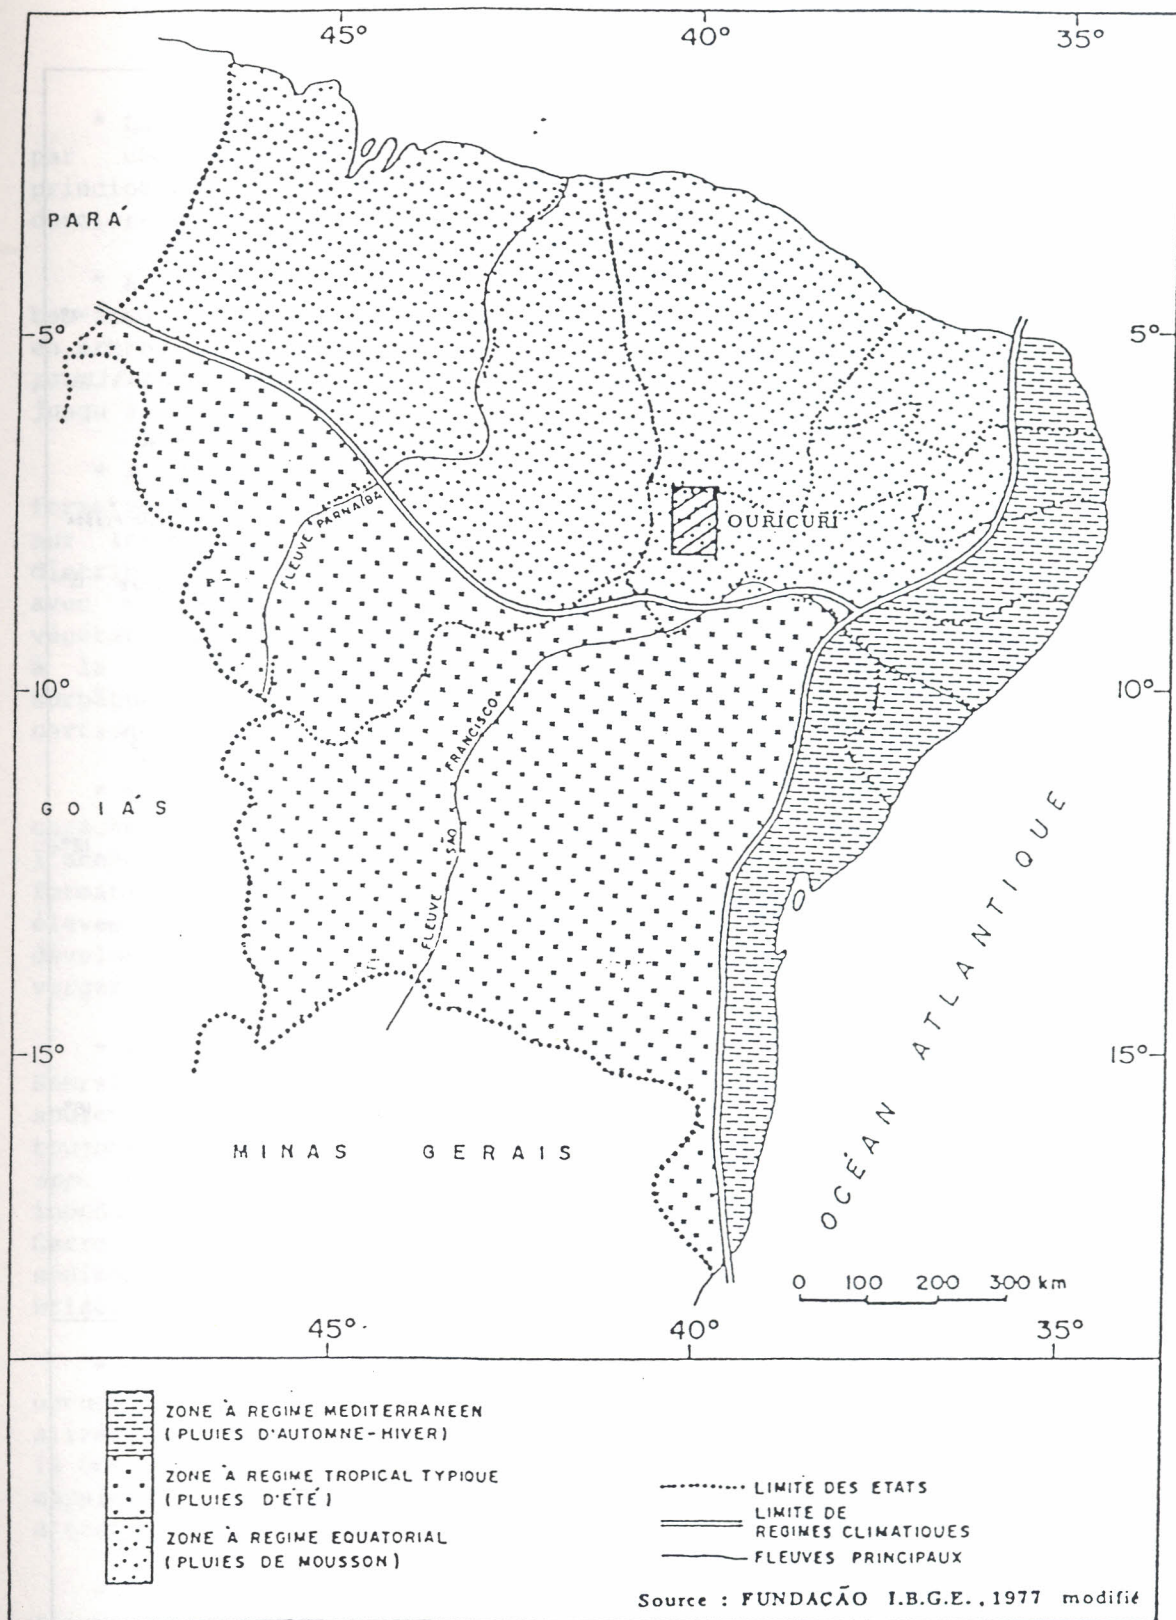 45° 40° 35°
PARÁ
5° 5°
OURICURI
FLEUVE PARNAÏBA
10° 10°
FLEUVE SÃO FRANCISCO
GOIÁS
OCÉAN ATLANTIQUE
15° 15°
MINAS GERAIS
0 100 200 300 km
45° 40° 35°
ZONE À REGIME MEDITERRANEEN
(PLUIES D'AUTOMNE-HIVER)
ZONE À REGIME TROPICAL TYPIQUE
(PLUIES D'ÉTÉ)
ZONE À REGIME EQUATORIAL
(PLUIES DE MOUSSON)
LIMITE DES ETATS
LIMITE DE
REGIMES CLIMATIQUES
FLEUVES PRINCIPAUX
Source : FUNDAÇÃO I.B.G.E., 1977 modifié